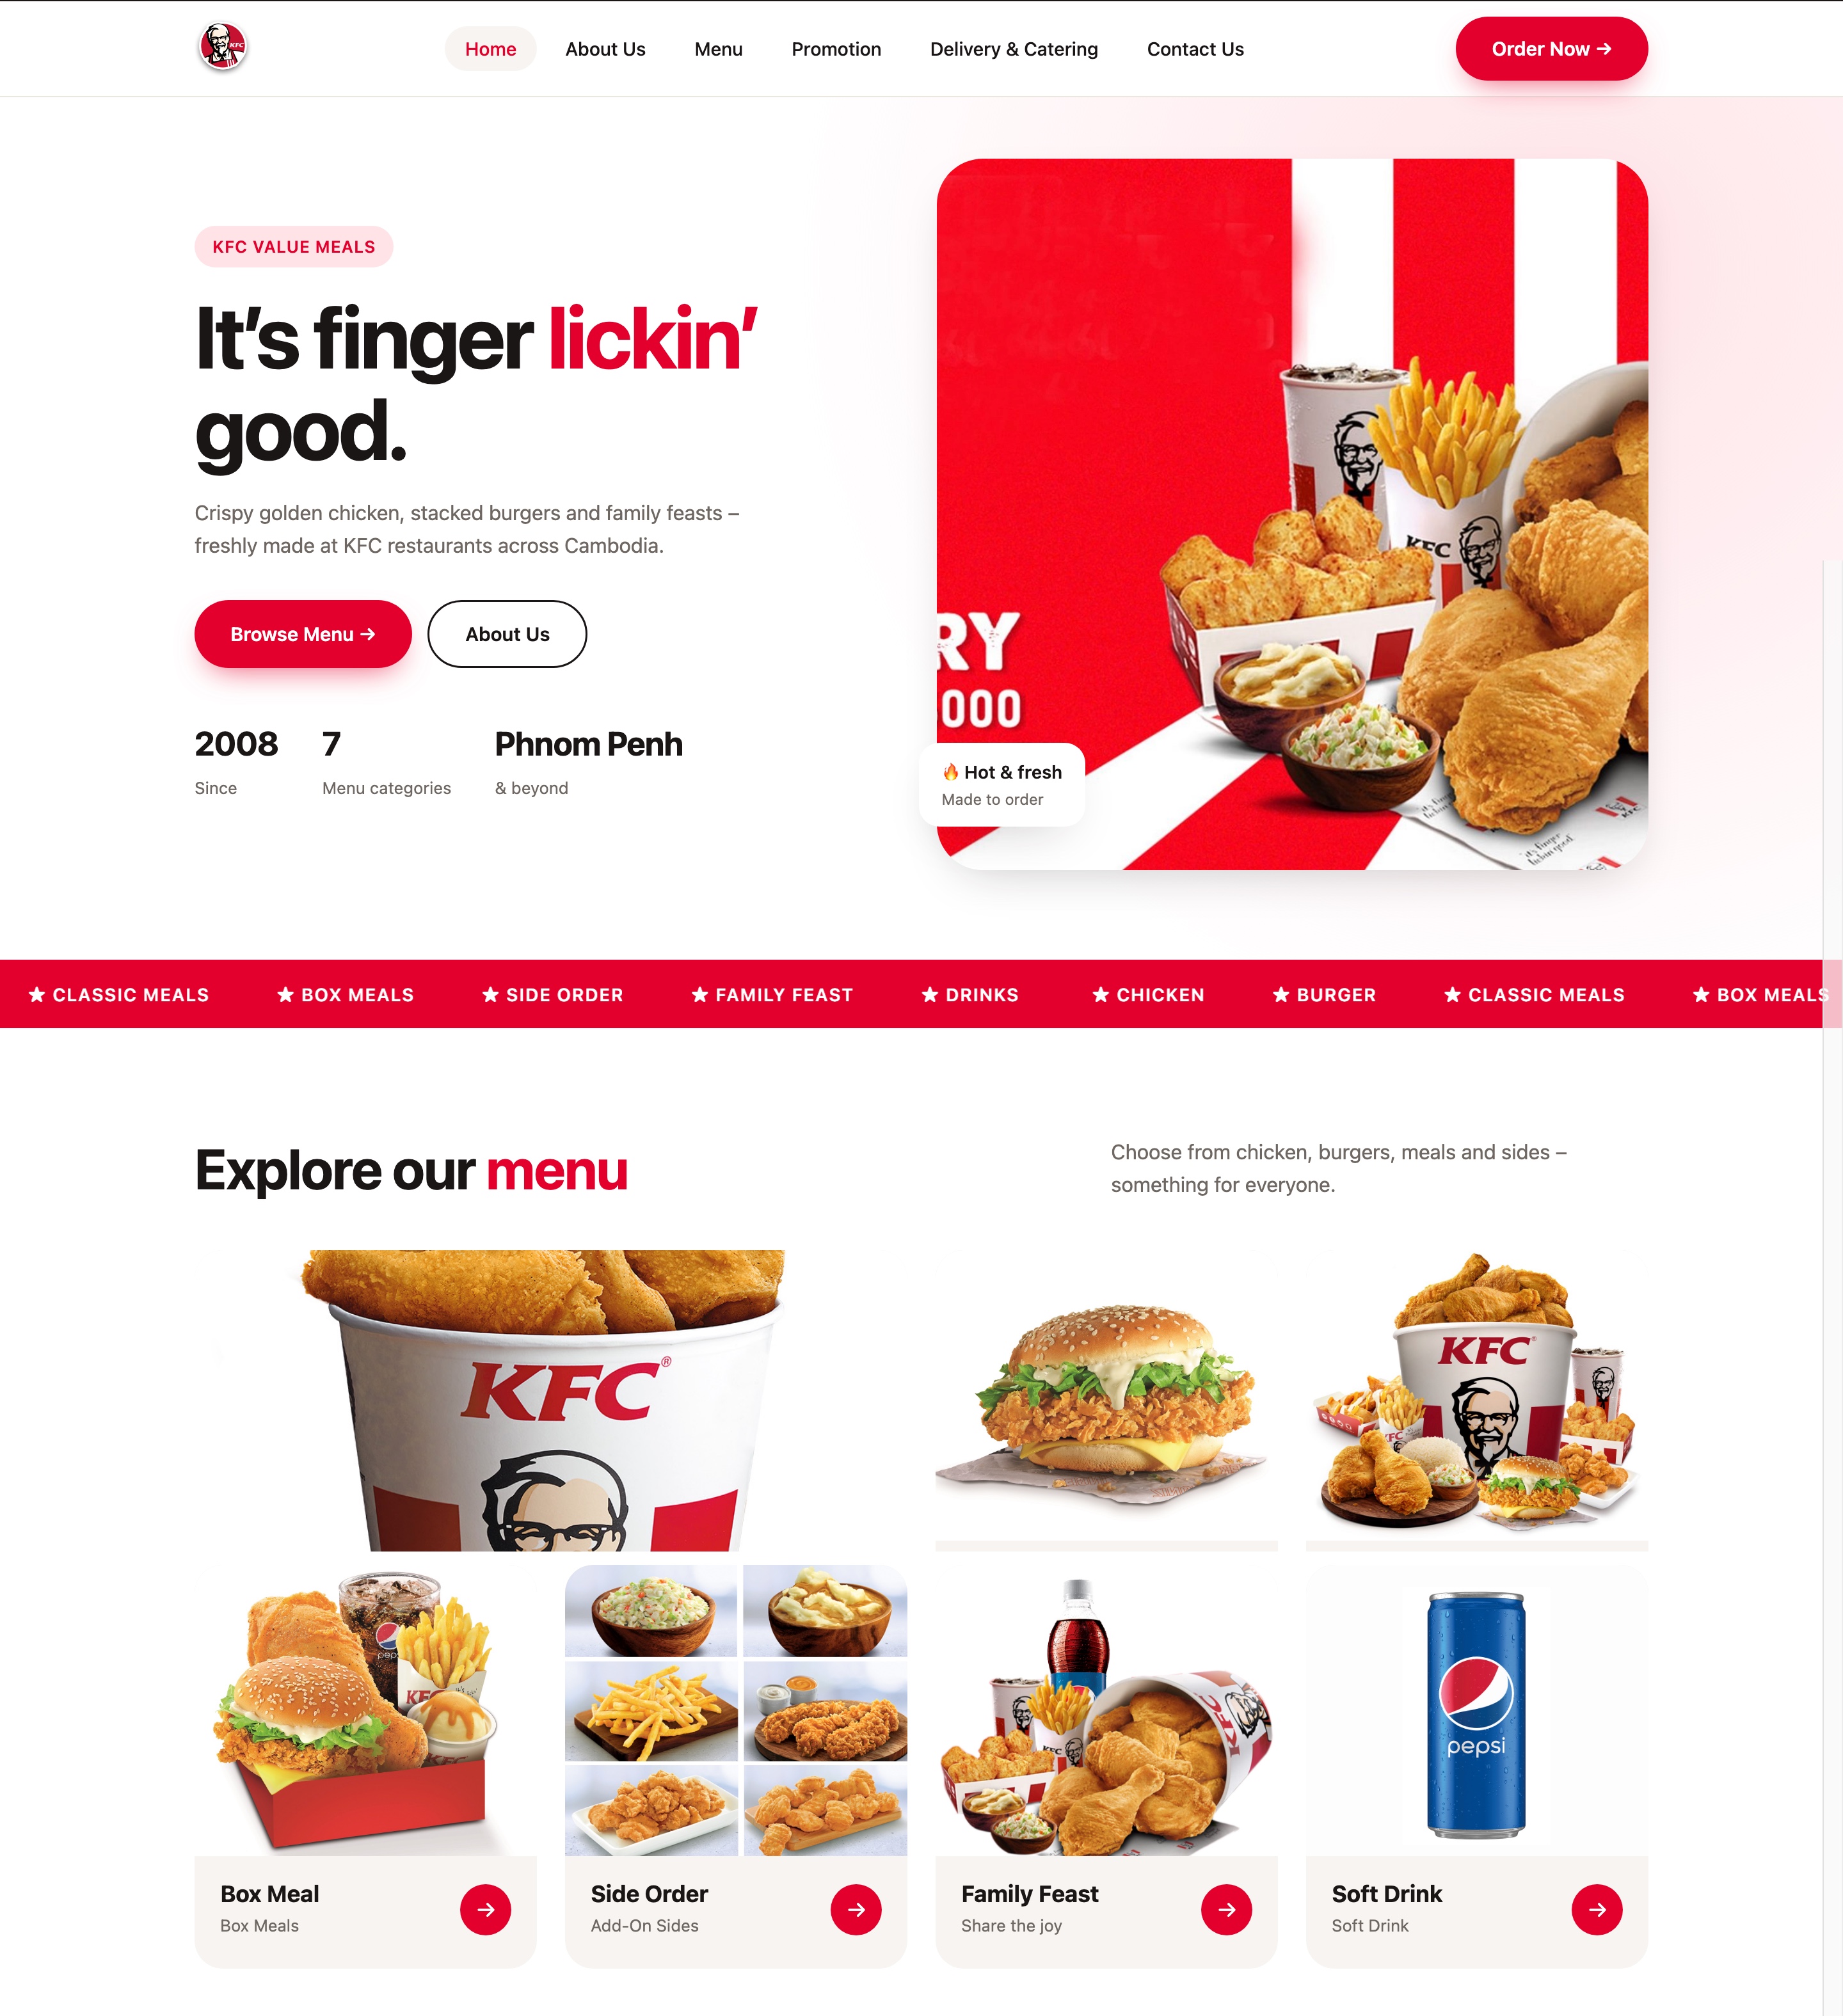 KFC
Home
About Us
Menu
Promotion
Delivery & Catering
Contact Us
Order Now →
KFC VALUE MEALS
It's finger lickin'
good.
Crispy golden chicken, stacked burgers and family feasts –
freshly made at KFC restaurants across Cambodia.
Browse Menu →
About Us
2008
Since
7
Menu categories
Phnom Penh
& beyond
KFC
RY
000
🔥 Hot & fresh
Made to order
★ CLASSIC MEALS
★ BOX MEALS
★ SIDE ORDER
★ FAMILY FEAST
★ DRINKS
★ CHICKEN
★ BURGER
★ CLASSIC MEALS
★ BOX MEALS
Explore our menu
Choose from chicken, burgers, meals and sides –
something for everyone.
KFC®
KFC
pepsi
KFC
KFC
pepsi
Box Meal
Box Meals
Side Order
Add-On Sides
Family Feast
Share the joy
Soft Drink
Soft Drink